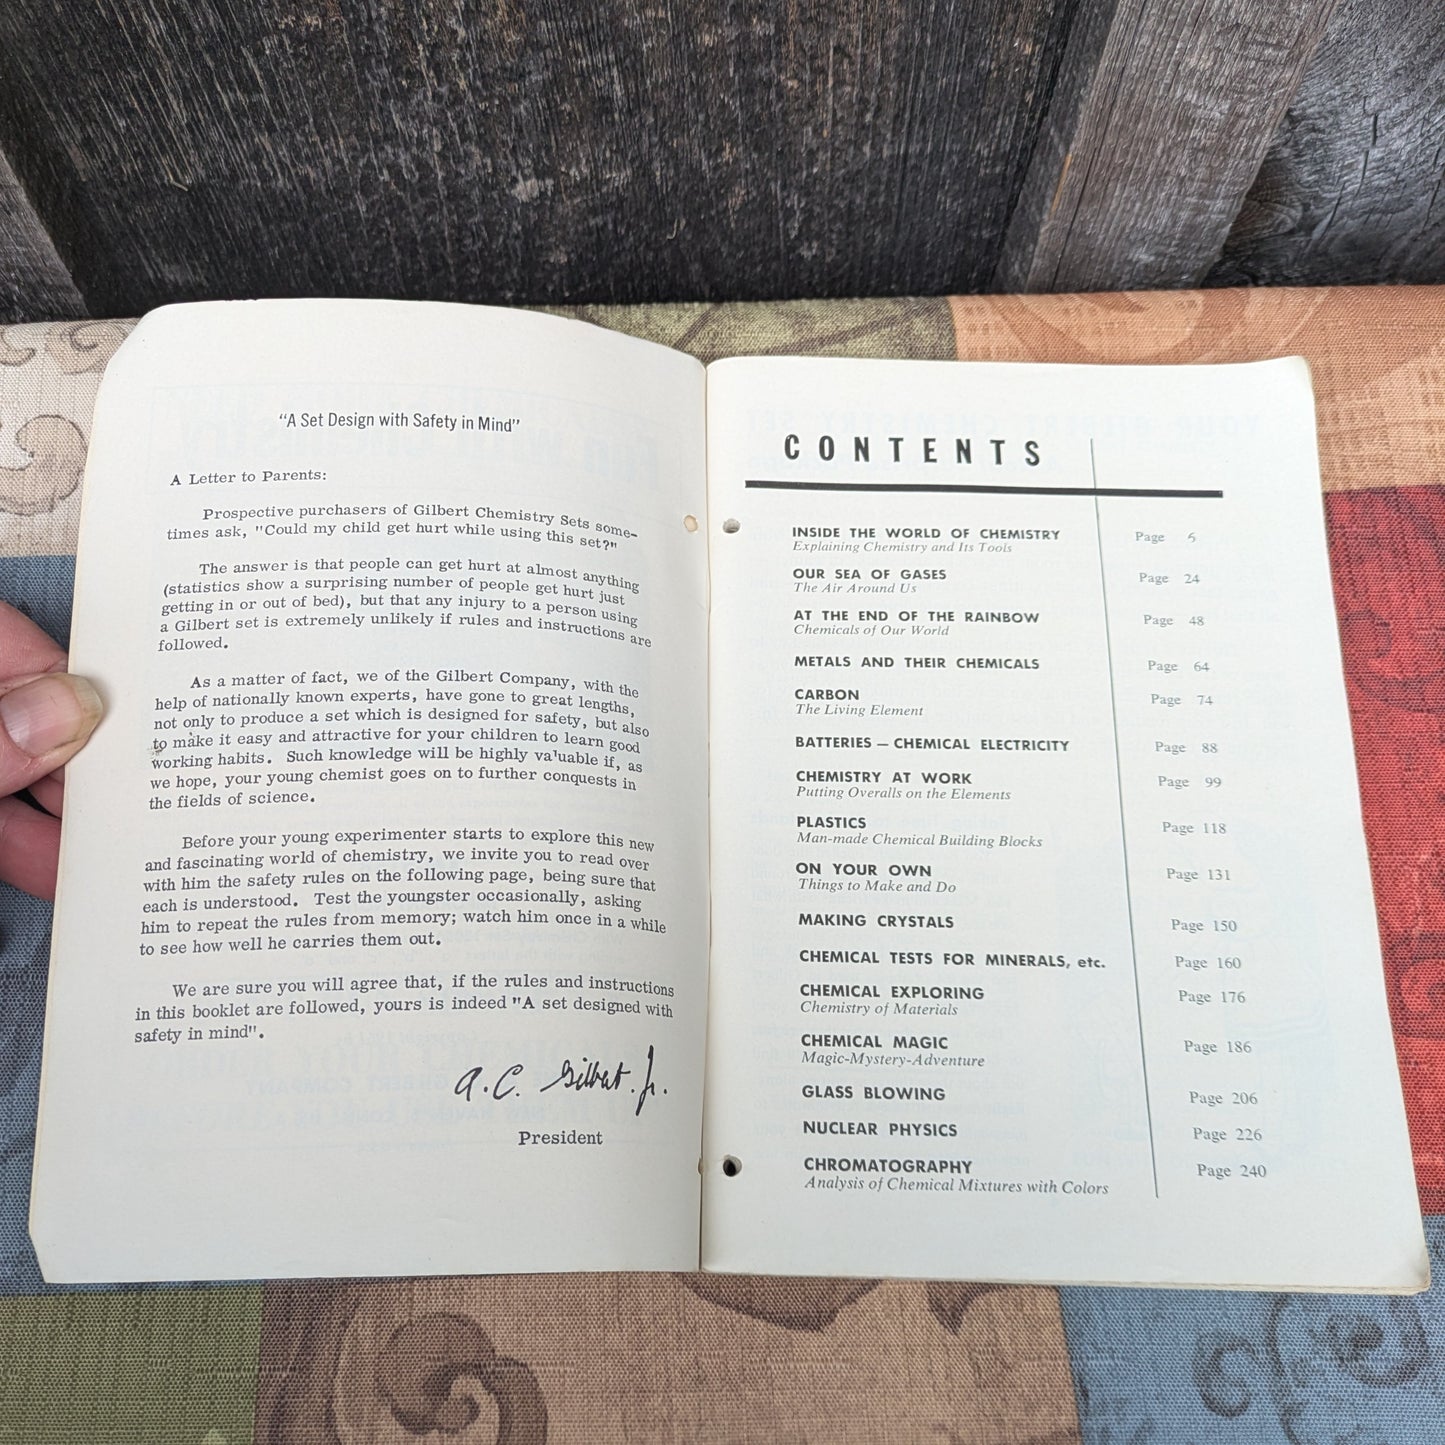 "A Set Design with Safety in Mind"
A Letter to Parents:
Prospective purchasers of Gilbert Chemistry Sets some-
times ask, "Could my child get hurt while using this set?"
The answer is that people can get hurt at almost anything
(statistics show a surprising number of people get hurt just
getting in or out of bed), but that any injury to a person using
a Gilbert set is extremely unlikely if rules and instructions are
followed.
As a matter of fact, we of the Gilbert Company, with the
help of nationally known experts, have gone to great lengths,
not only to produce a set which is designed for safety, but also
to make it easy and attractive for your children to learn good
working habits. Such knowledge will be highly va'uable if, as
we hope, your young chemist goes on to further conquests in
the fields of science.
Before your young experimenter starts to explore this new
and fascinating world of chemistry, we invite you to read over
with him the safety rules on the following page, being sure that
each is understood. Test the youngster occasionally, asking
him to repeat the rules from memory; watch him once in a while
to see how well he carries them out.
We are sure you will agree that, if the rules and instructions
in this booklet are followed, yours is indeed "A set designed with
safety in mind".
A.C. Gilbert. Jr.
President
CONTENTS
INSIDE THE WORLD OF CHEMISTRY Page 5
Explaining Chemistry and Its Tools
OUR SEA OF GASES Page 24
The Air Around Us
AT THE END OF THE RAINBOW Page 48
Chemicals of Our World
METALS AND THEIR CHEMICALS Page 64
CARBON Page 74
The Living Element
BATTERIES — CHEMICAL ELECTRICITY Page 88
CHEMISTRY AT WORK Page 99
Putting Overalls on the Elements
PLASTICS Page 118
Man-made Chemical Building Blocks
ON YOUR OWN Page 131
Things to Make and Do
MAKING CRYSTALS Page 150
CHEMICAL TESTS FOR MINERALS, etc. Page 160
CHEMICAL EXPLORING Page 176
Chemistry of Materials
CHEMICAL MAGIC Page 186
Magic-Mystery-Adventure
GLASS BLOWING Page 206
NUCLEAR PHYSICS Page 226
CHROMATOGRAPHY Page 240
Analysis of Chemical Mixtures with Colors